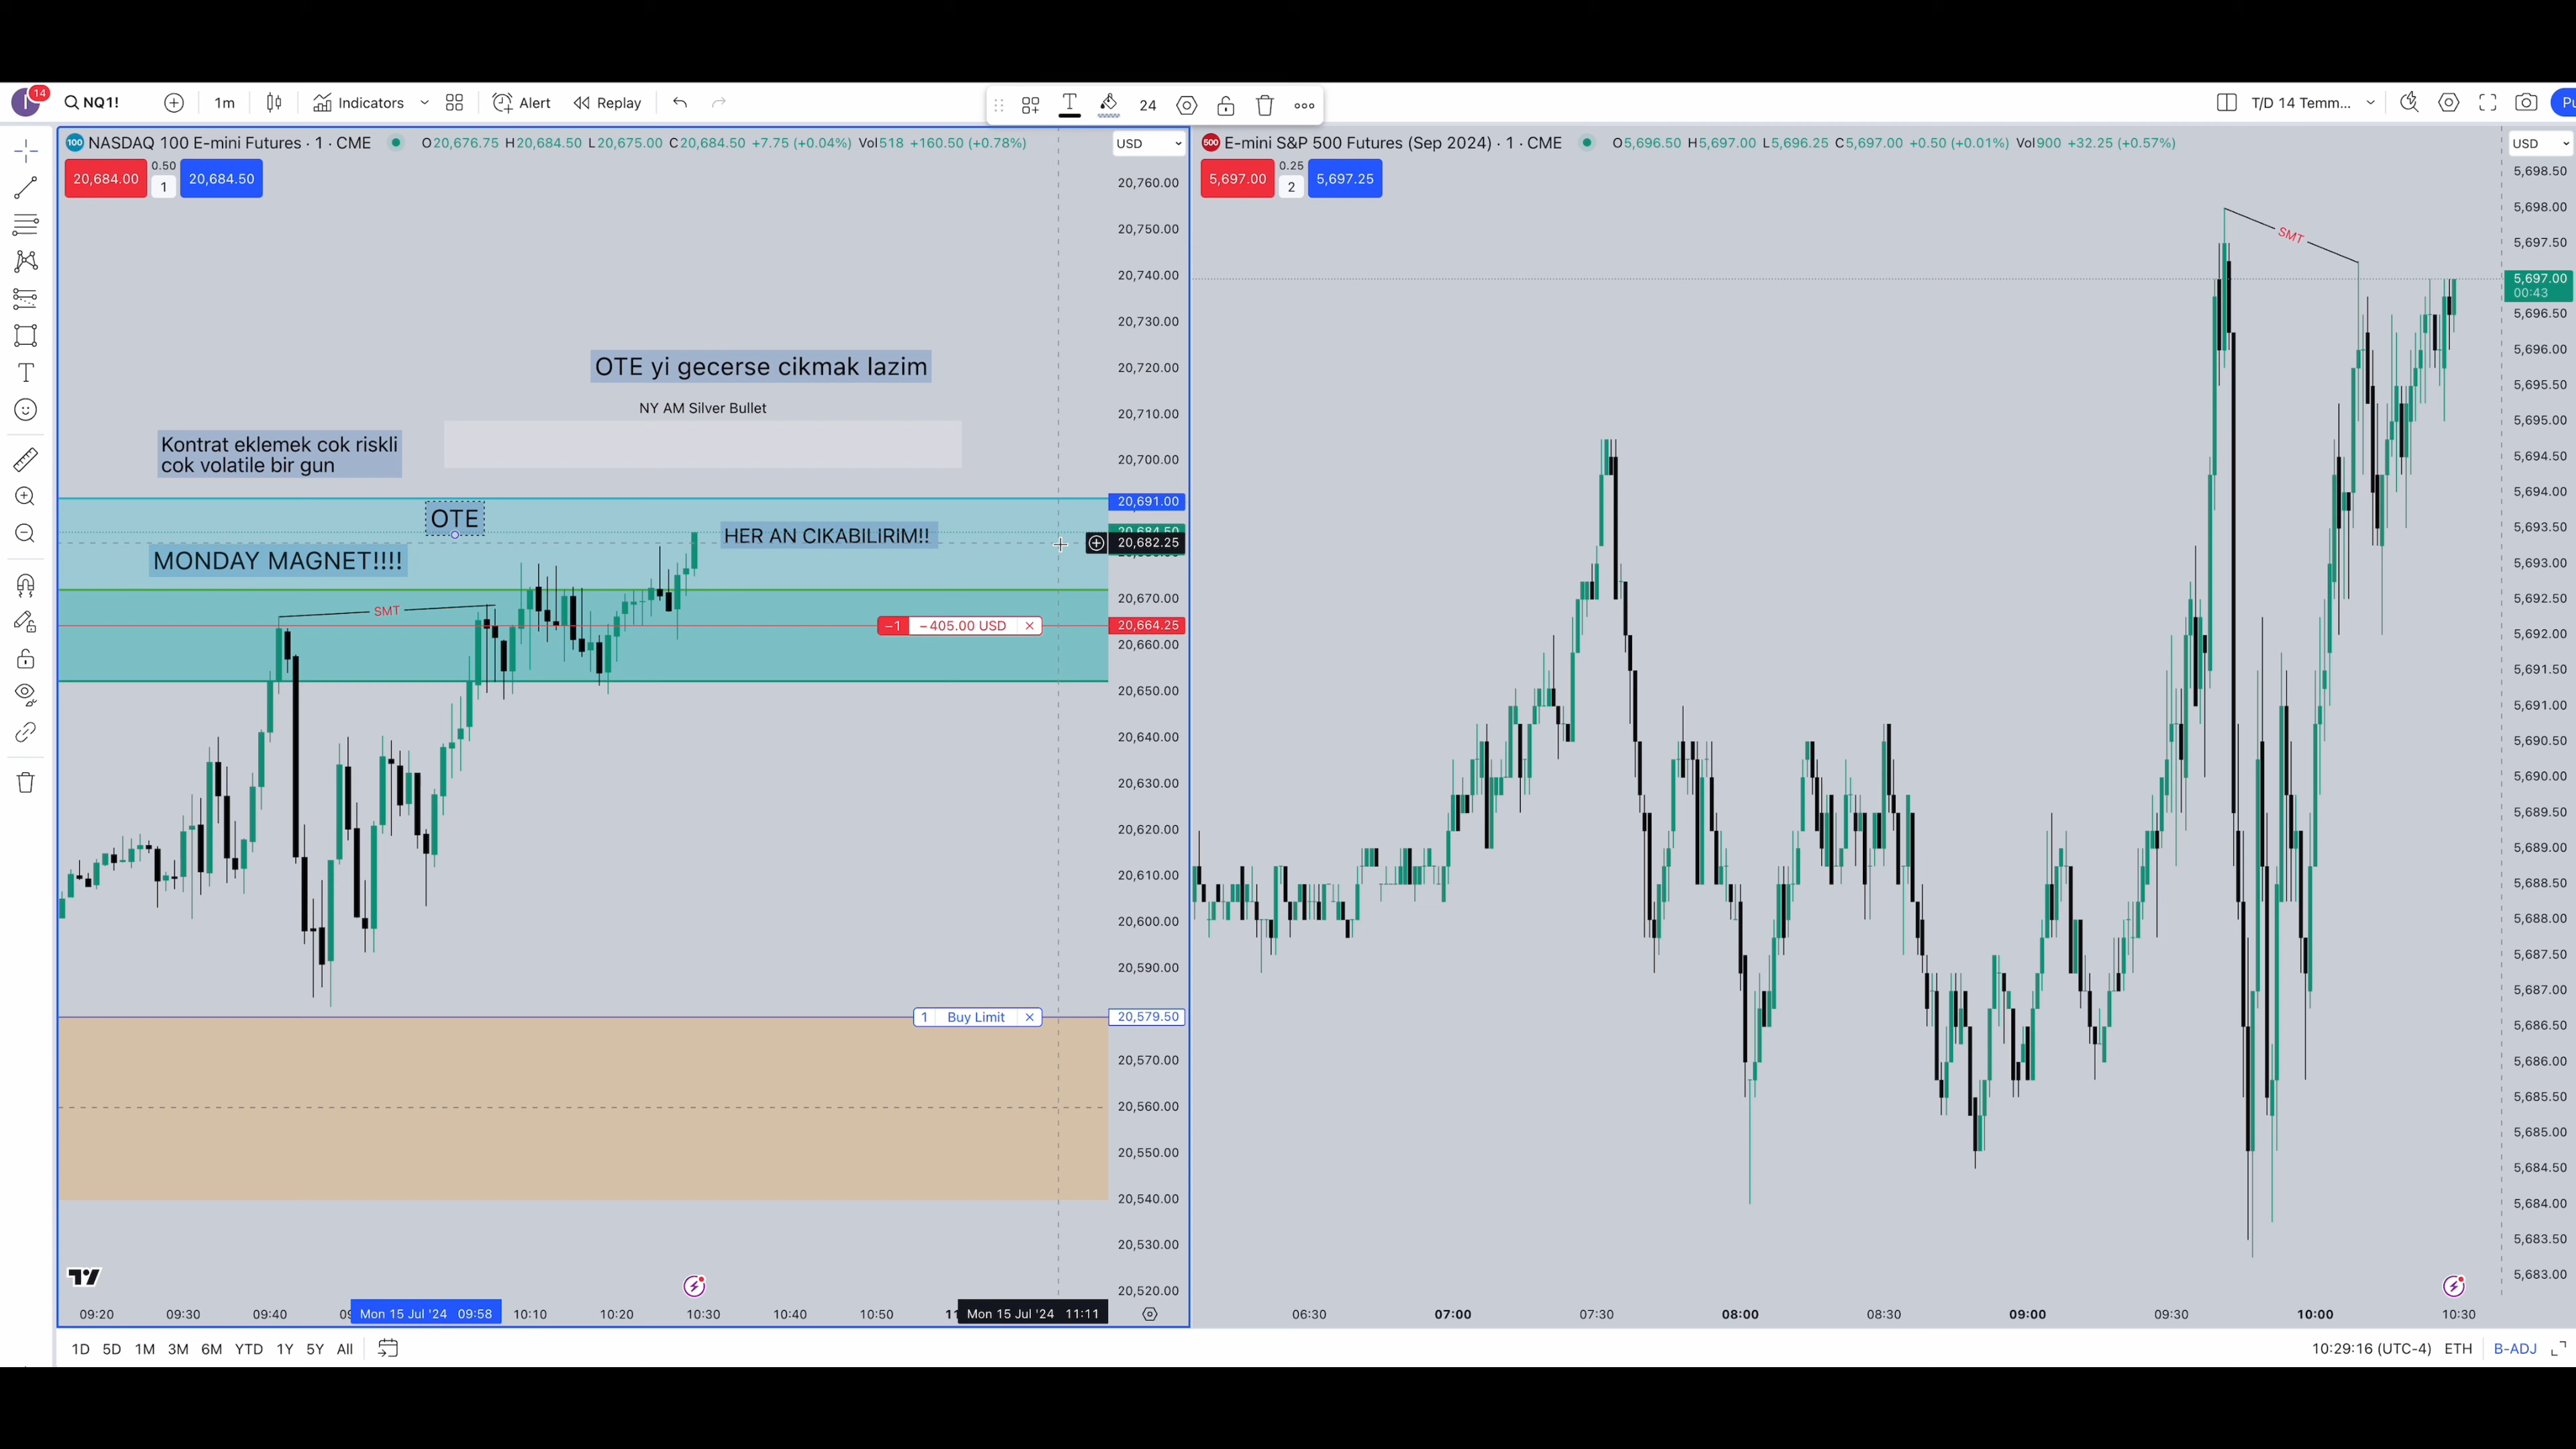 14
NQ1!
1m
Indicators
Alert
Replay
24
T/D 14 Temm...
Pu
100 NASDAQ 100 E-mini Futures · 1 · CME
O20,676.75 H20,684.50 L20,675.00 C20,684.50 +7.75 (+0.04%) Vol518 +160.50 (+0.78%)
USD
20,684.00
0.50
1
20,684.50
20,760.00
20,750.00
20,740.00
20,730.00
20,720.00
20,710.00
20,700.00
20,691.00
20,684.50
20,682.25
20,670.00
20,664.25
20,660.00
20,650.00
20,640.00
20,630.00
20,620.00
20,610.00
20,600.00
20,590.00
20,579.50
20,570.00
20,560.00
20,550.00
20,540.00
20,530.00
20,520.00
OTE yi gecerse cikmak lazim
NY AM Silver Bullet
Kontrat eklemek cok riskli
cok volatile bir gun
OTE
HER AN CIKABILIRIM!!
MONDAY MAGNET!!!!
SMT
−1 −405.00 USD
1 Buy Limit
09:20 09:30 09:40 Mon 15 Jul '24 09:58 10:10 10:20 10:30 10:40 10:50 Mon 15 Jul '24 11:11
500 E-mini S&P 500 Futures (Sep 2024) · 1 · CME
O5,696.50 H5,697.00 L5,696.25 C5,697.00 +0.50 (+0.01%) Vol900 +32.25 (+0.57%)
USD
5,697.00
0.25
2
5,697.25
SMT
5,698.50
5,698.00
5,697.50
5,697.00
00:43
5,696.50
5,696.00
5,695.50
5,695.00
5,694.50
5,694.00
5,693.50
5,693.00
5,692.50
5,692.00
5,691.50
5,691.00
5,690.50
5,690.00
5,689.50
5,689.00
5,688.50
5,688.00
5,687.50
5,687.00
5,686.50
5,686.00
5,685.50
5,685.00
5,684.50
5,684.00
5,683.50
5,683.00
06:30 07:00 07:30 08:00 08:30 09:00 09:30 10:00 10:30
1D 5D 1M 3M 6M YTD 1Y 5Y All
10:29:16 (UTC-4) ETH B-ADJ